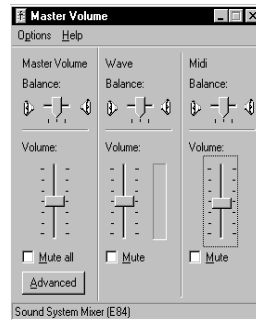 Master Volume
Options Help
Master Volume
Balance:
Volume:
Mute all
Advanced
Wave
Balance:
Volume:
Mute
Midi
Balance:
Volume:
Mute
Sound System Mixer (E84)